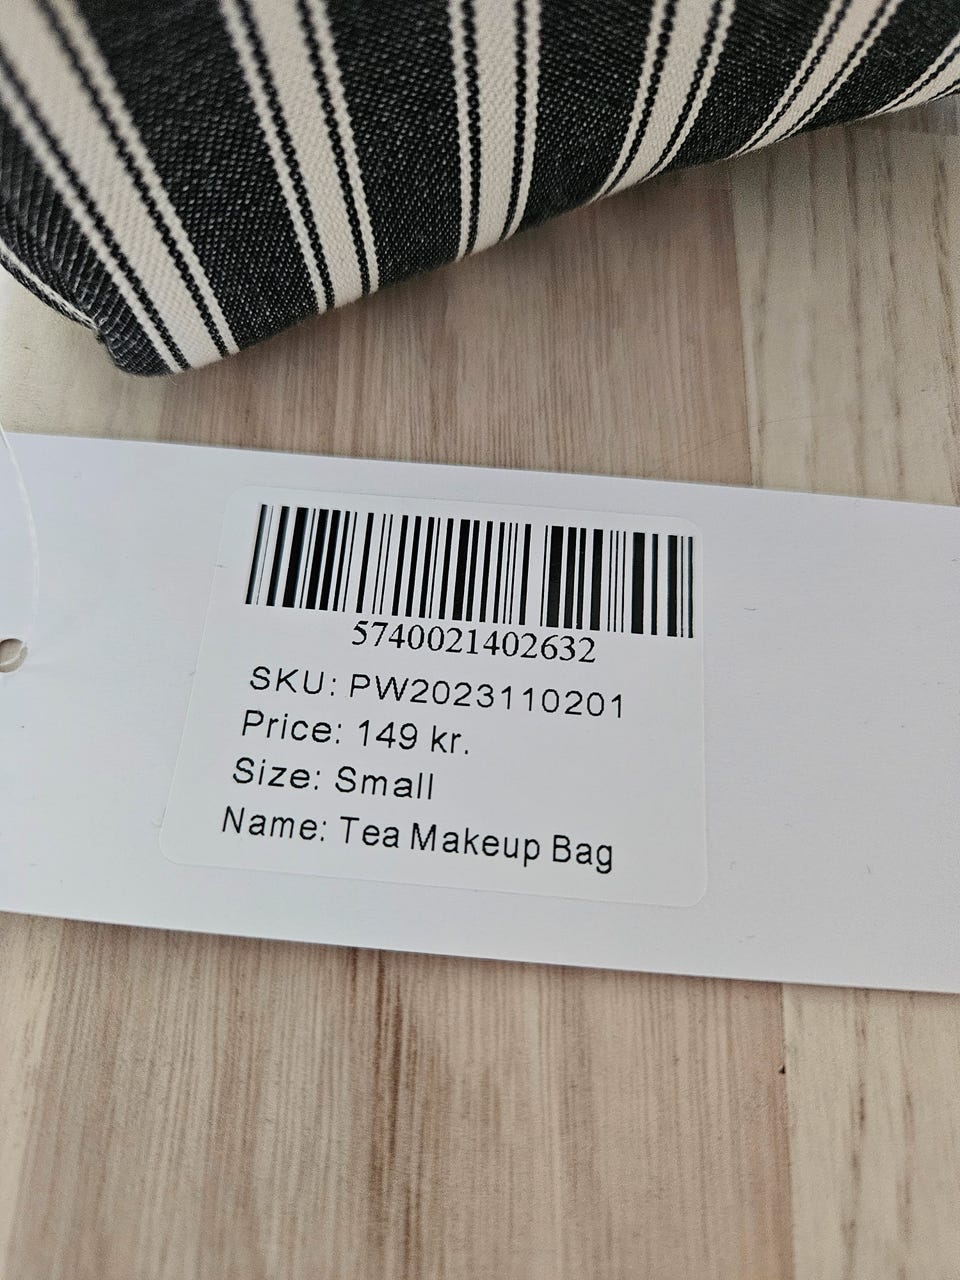 5740021402632
SKU: PW2023110201
Price: 149 kr.
Size: Small
Name: Tea Makeup Bag